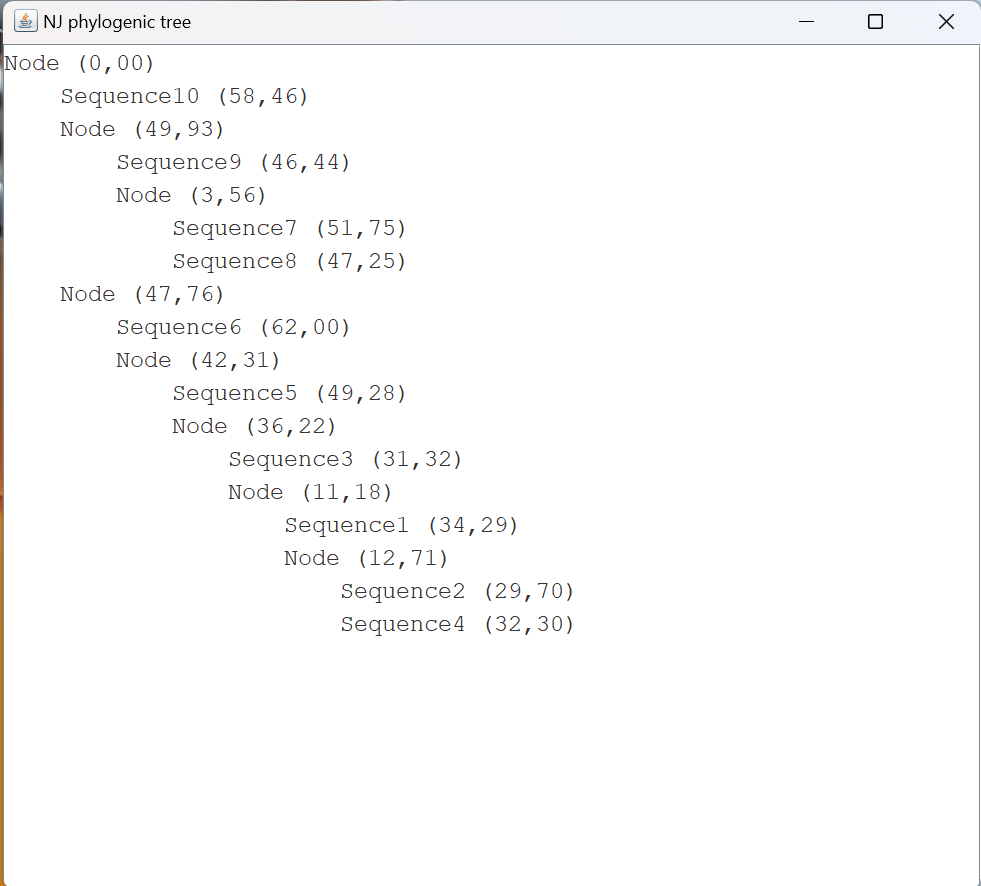 NJ phylogenic tree
Node (0,00)
Sequence10 (58,46)
Node (49,93)
Sequence9 (46,44)
Node (3,56)
Sequence7 (51,75)
Sequence8 (47,25)
Node (47,76)
Sequence6 (62,00)
Node (42,31)
Sequence5 (49,28)
Node (36,22)
Sequence3 (31,32)
Node (11,18)
Sequence1 (34,29)
Node (12,71)
Sequence2 (29,70)
Sequence4 (32,30)